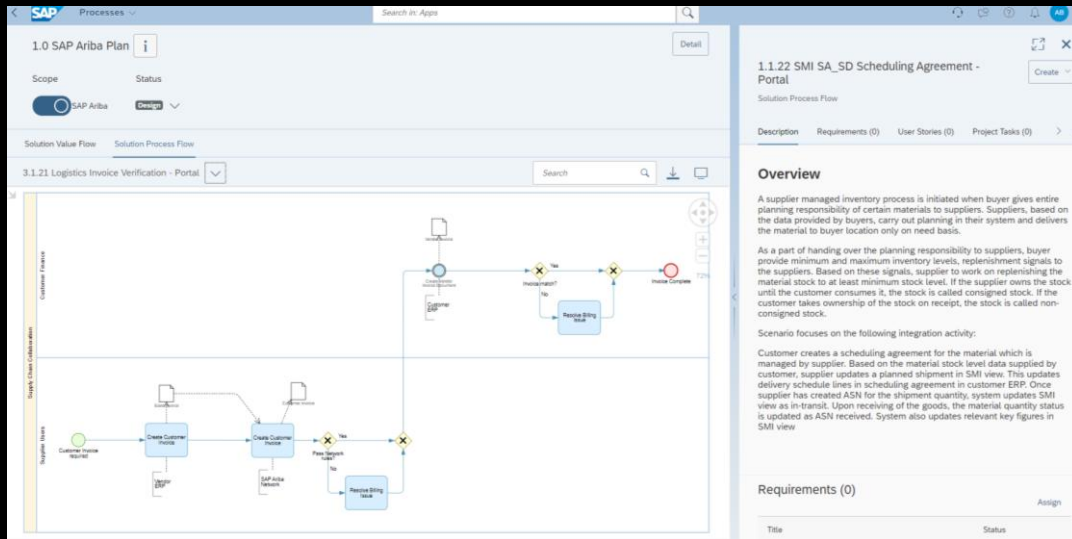 SAP Processes
Search in: Apps
AB
1.0 SAP Ariba Plan i
Detail
Scope Status
SAP Ariba Design
Solution Value Flow Solution Process Flow
3.1.21 Logistics Invoice Verification - Portal
Search
73%
Supply Chain Collaboration
Customer Finance
Customer
ERP
Invoice match?
Yes
No
Resolve Billing
Issue
Invoice Complete
Supplier Users
Customer Invoice
required
Create Customer
Invoice
Vendor
ERP
Customer Invoice
Create Customer
Invoice
SAP Ariba
Network
Pass Network
rules?
Yes
No
Resolve Billing
Issue
1.1.22 SMI SA_SD Scheduling Agreement -
Portal
Create
Solution Process Flow
Description Requirements (0) User Stories (0) Project Tasks (0)
Overview
A supplier managed inventory process is initiated when buyer gives entire
planning responsibility of certain materials to suppliers. Suppliers, based on
the data provided by buyers, carry out planning in their system and delivers
the material to buyer location only on need basis.
As a part of handing over the planning responsibility to suppliers, buyer
provide minimum and maximum inventory levels, replenishment signals to
the suppliers. Based on these signals, supplier to work on replenishing the
material stock to at least minimum stock level. If the supplier owns the stock
until the customer consumes it, the stock is called consigned stock. If the
customer takes ownership of the stock on receipt, the stock is called non-
consigned stock.
Scenario focuses on the following integration activity:
Customer creates a scheduling agreement for the material which is
managed by supplier. Based on the material stock level data supplied by
customer, supplier updates a planned shipment in SMI view. This updates
delivery schedule lines in scheduling agreement in customer ERP. Once
supplier has created ASN for the shipment quantity, system updates SMI
view as in-transit. Upon receiving of the goods, the material quantity status
is updated as ASN received. System also updates relevant key figures in
SMI view
Requirements (0)
Assign
Title Status